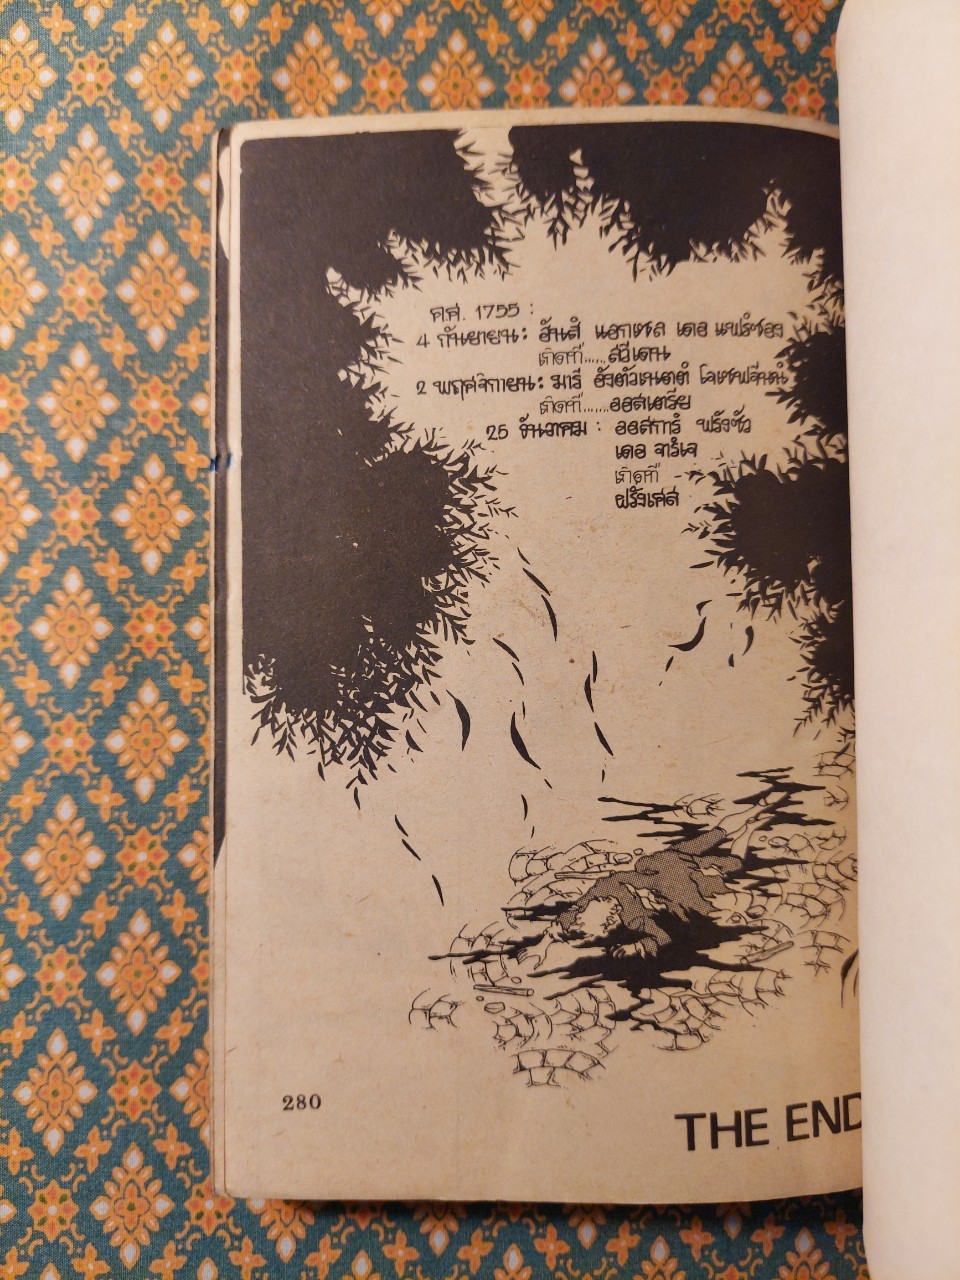 คศ. 1755 :
4 กันยายน : ฮันส์ แอกเซล เดอ แฟร์ซอง
เกิดที่......สวีเดน
2 พฤศจิกายน : มารี อังตัวเนตต์ โจเซฟจีนน์
เกิดที่.......ออสเตรีย
25 ธันวาคม : ออสการ์ ฟรังซัว
เดอ จาร์เจ
เกิดที่
ฝรั่งเศส
280
THE END